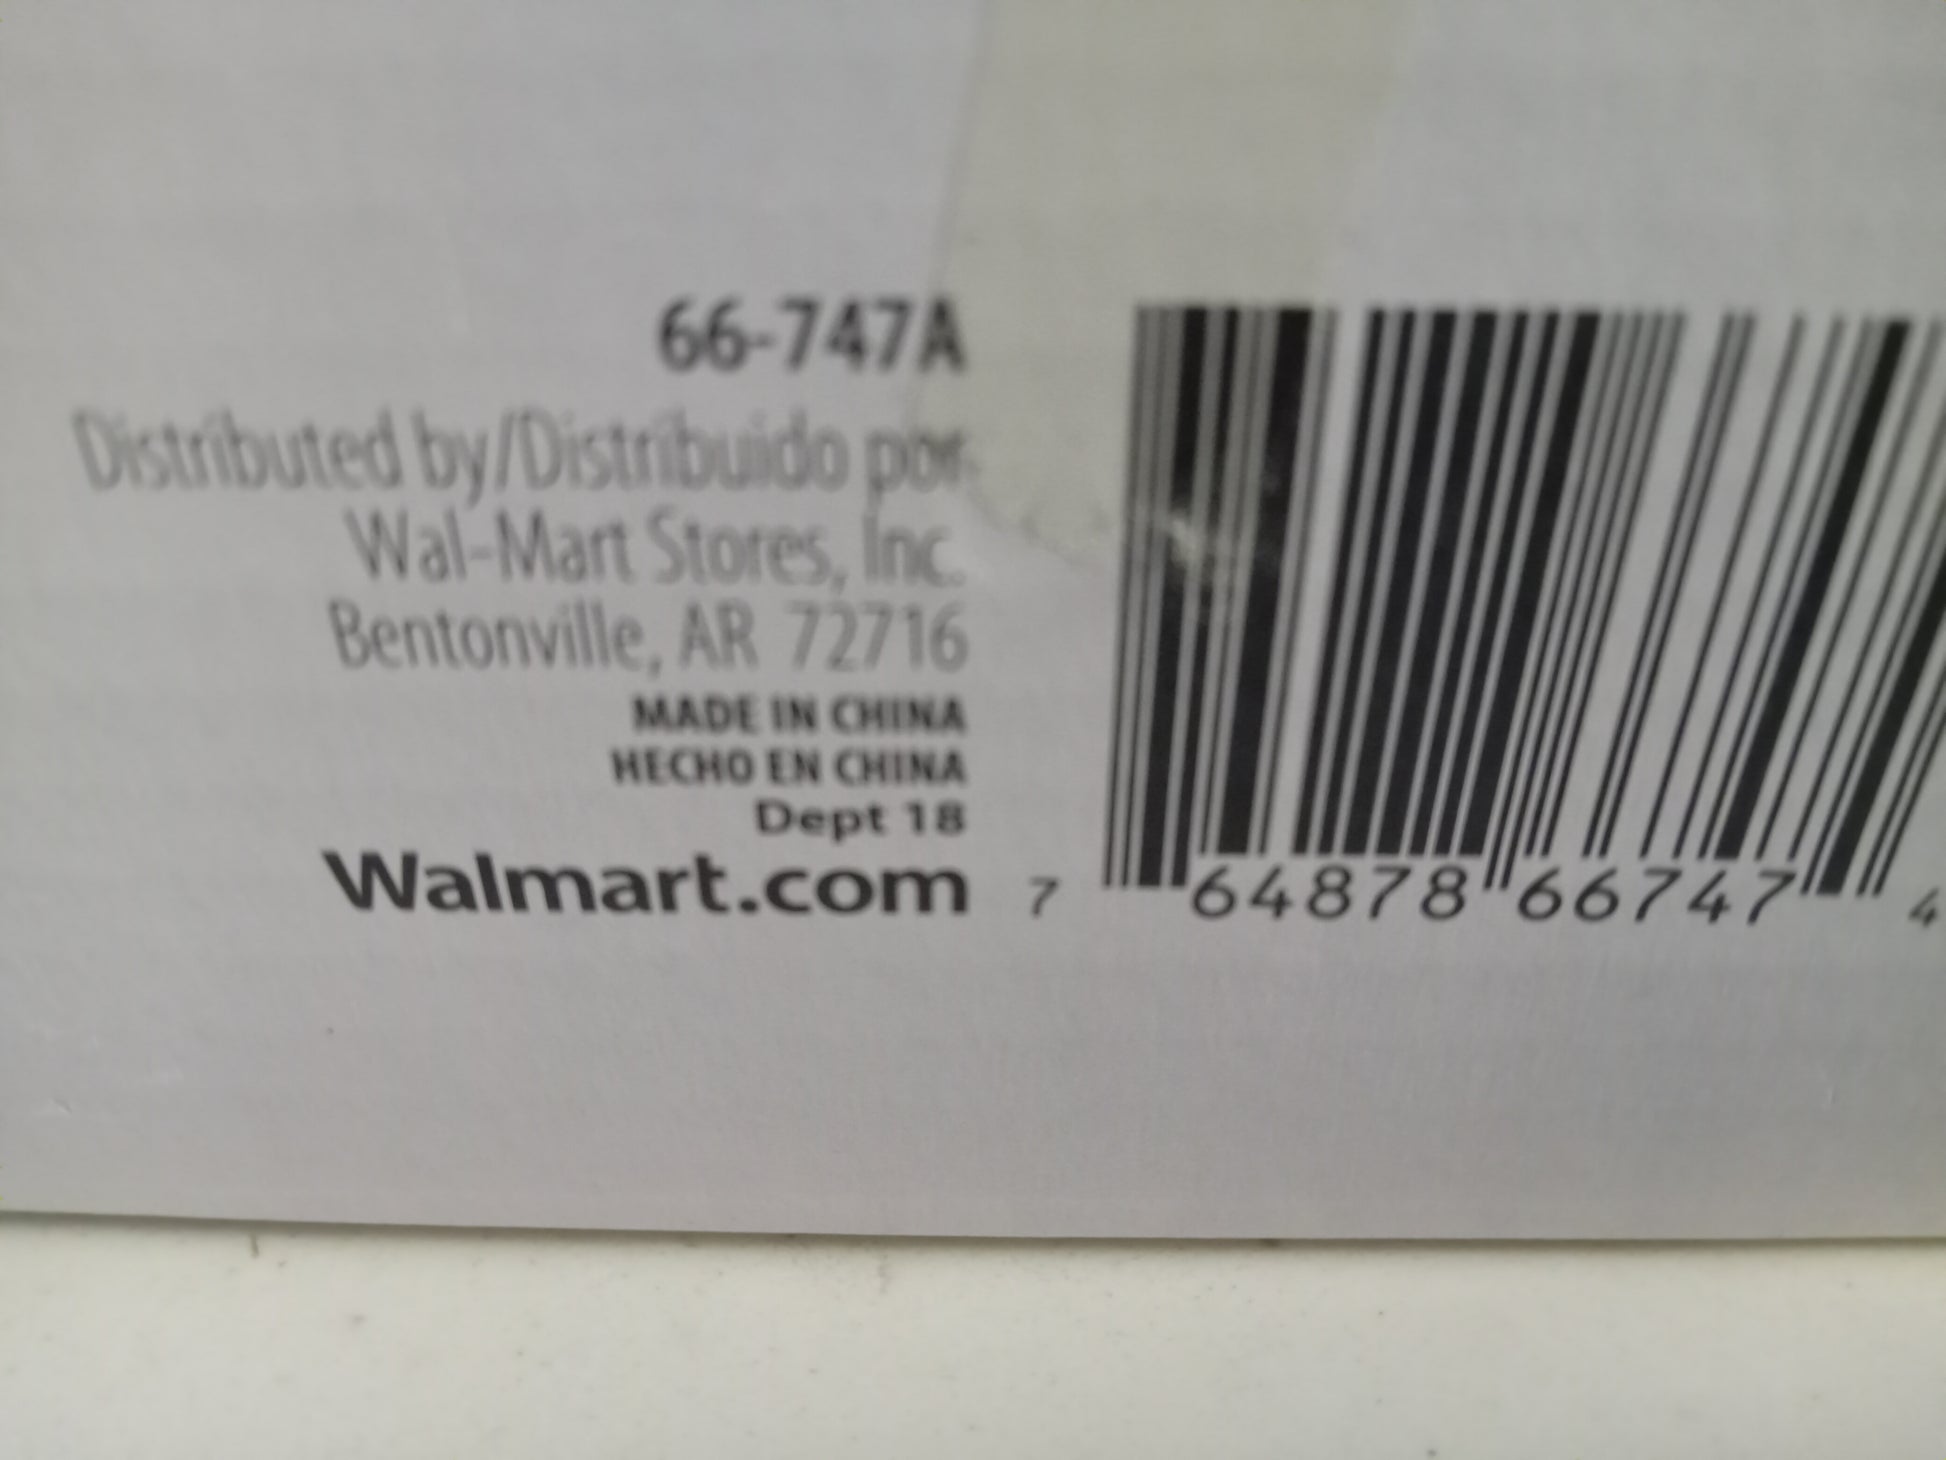 66-747A
Distributed by/Distribuido por
Wal-Mart Stores, Inc.
Bentonville, AR 72716
MADE IN CHINA
HECHO EN CHINA
Dept 18
Walmart.com
7 64878 66747 4